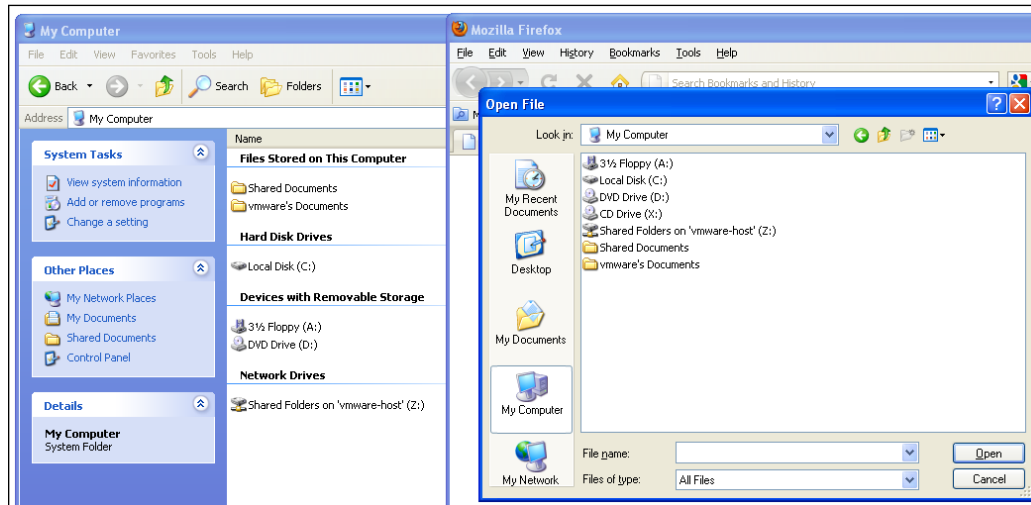 My Computer
File Edit View Favorites Tools Help
Back Search Folders
Address My Computer
System Tasks
View system information
Add or remove programs
Change a setting
Other Places
My Network Places
My Documents
Shared Documents
Control Panel
Details
My Computer
System Folder
Name
Files Stored on This Computer
Shared Documents
vmware's Documents
Hard Disk Drives
Local Disk (C:)
Devices with Removable Storage
3½ Floppy (A:)
DVD Drive (D:)
Network Drives
Shared Folders on 'vmware-host' (Z:)
Mozilla Firefox
File Edit View History Bookmarks Tools Help
Search Bookmarks and History
Open File
Look in: My Computer
My Recent
Documents
Desktop
My Documents
My Computer
My Network
3½ Floppy (A:)
Local Disk (C:)
DVD Drive (D:)
CD Drive (X:)
Shared Folders on 'vmware-host' (Z:)
Shared Documents
vmware's Documents
File name: Open
Files of type: All Files Cancel